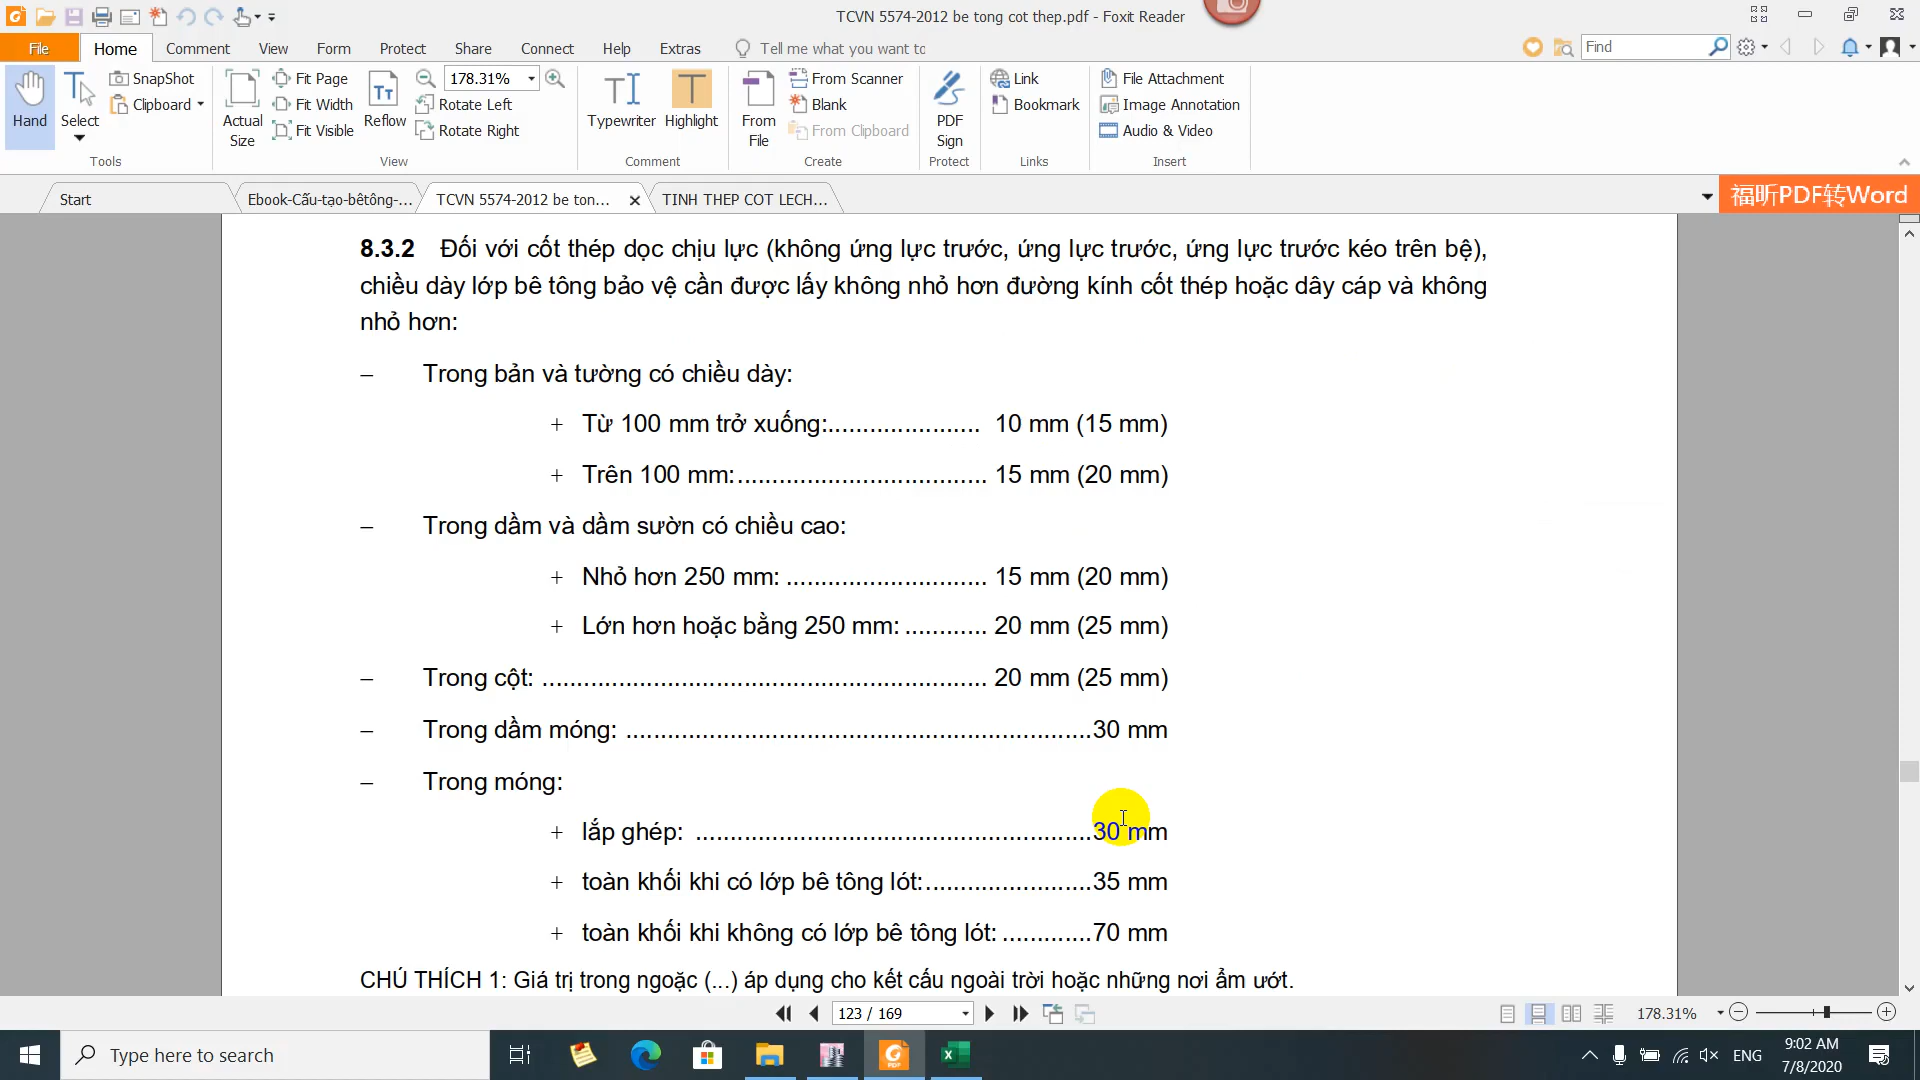 TCVN 5574-2012 be tong cot thep.pdf - Foxit Reader
File Home Comment View Form Protect Share Connect Help Extras Tell me what you want to Find
Hand
Select
SnapShot
Clipboard
Tools
Actual Size
Fit Page
Fit Width
Fit Visible
Reflow
178.31%
Rotate Left
Rotate Right
View
Typewriter
Highlight
Comment
From File
From Scanner
Blank
From Clipboard
Create
PDF Sign
Protect
Link
Bookmark
Links
File Attachment
Image Annotation
Audio & Video
Insert
Start Ebook-Cấu-tạo-bêtông-... TCVN 5574-2012 be ton... TINH THEP COT LECH... 福昕PDF转Word
8.3.2 Đối với cốt thép dọc chịu lực (không ứng lực trước, ứng lực trước, ứng lực trước kéo trên bệ),
chiều dày lớp bê tông bảo vệ cần được lấy không nhỏ hơn đường kính cốt thép hoặc dây cáp và không
nhỏ hơn:
– Trong bản và tường có chiều dày:
+ Từ 100 mm trở xuống:...................... 10 mm (15 mm)
+ Trên 100 mm:.................................... 15 mm (20 mm)
– Trong dầm và dầm sườn có chiều cao:
+ Nhỏ hơn 250 mm: ............................. 15 mm (20 mm)
+ Lớn hơn hoặc bằng 250 mm: ............ 20 mm (25 mm)
– Trong cột: ................................................................ 20 mm (25 mm)
– Trong dầm móng: ...................................................................30 mm
– Trong móng:
+ lắp ghép: .........................................................30 mm
+ toàn khối khi có lớp bê tông lót:........................35 mm
+ toàn khối khi không có lớp bê tông lót: .............70 mm
CHÚ THÍCH 1: Giá trị trong ngoặc (...) áp dụng cho kết cấu ngoài trời hoặc những nơi ẩm ướt.
123 / 169 178.31%
Type here to search ENG 9:02 AM
7/8/2020